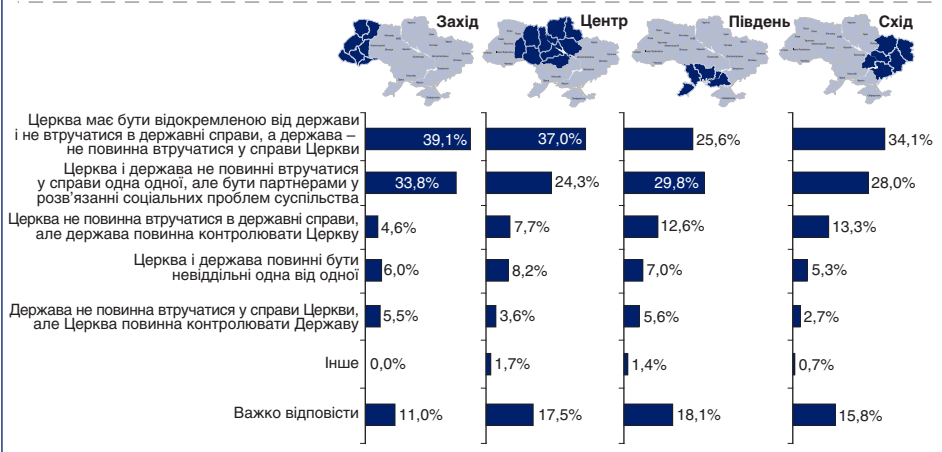 Захід Центр Південь Схід
Церква має бути відокремленою від держави
і не втручатися в державні справи, а держава –
не повинна втручатися у справи Церкви
39,1% 37,0% 25,6% 34,1%
Церква і держава не повинні втручатися
у справи одна одної, але бути партнерами у
розв’язанні соціальних проблем суспільства
33,8% 24,3% 29,8% 28,0%
Церква не повинна втручатися в державні справи,
але держава повинна контролювати Церкву
4,6% 7,7% 12,6% 13,3%
Церква і держава повинні бути
невіддільні одна від одної
6,0% 8,2% 7,0% 5,3%
Держава не повинна втручатися у справи Церкви,
але Церква повинна контролювати Державу
5,5% 3,6% 5,6% 2,7%
Інше 0,0% 1,7% 1,4% 0,7%
Важко відповісти 11,0% 17,5% 18,1% 15,8%